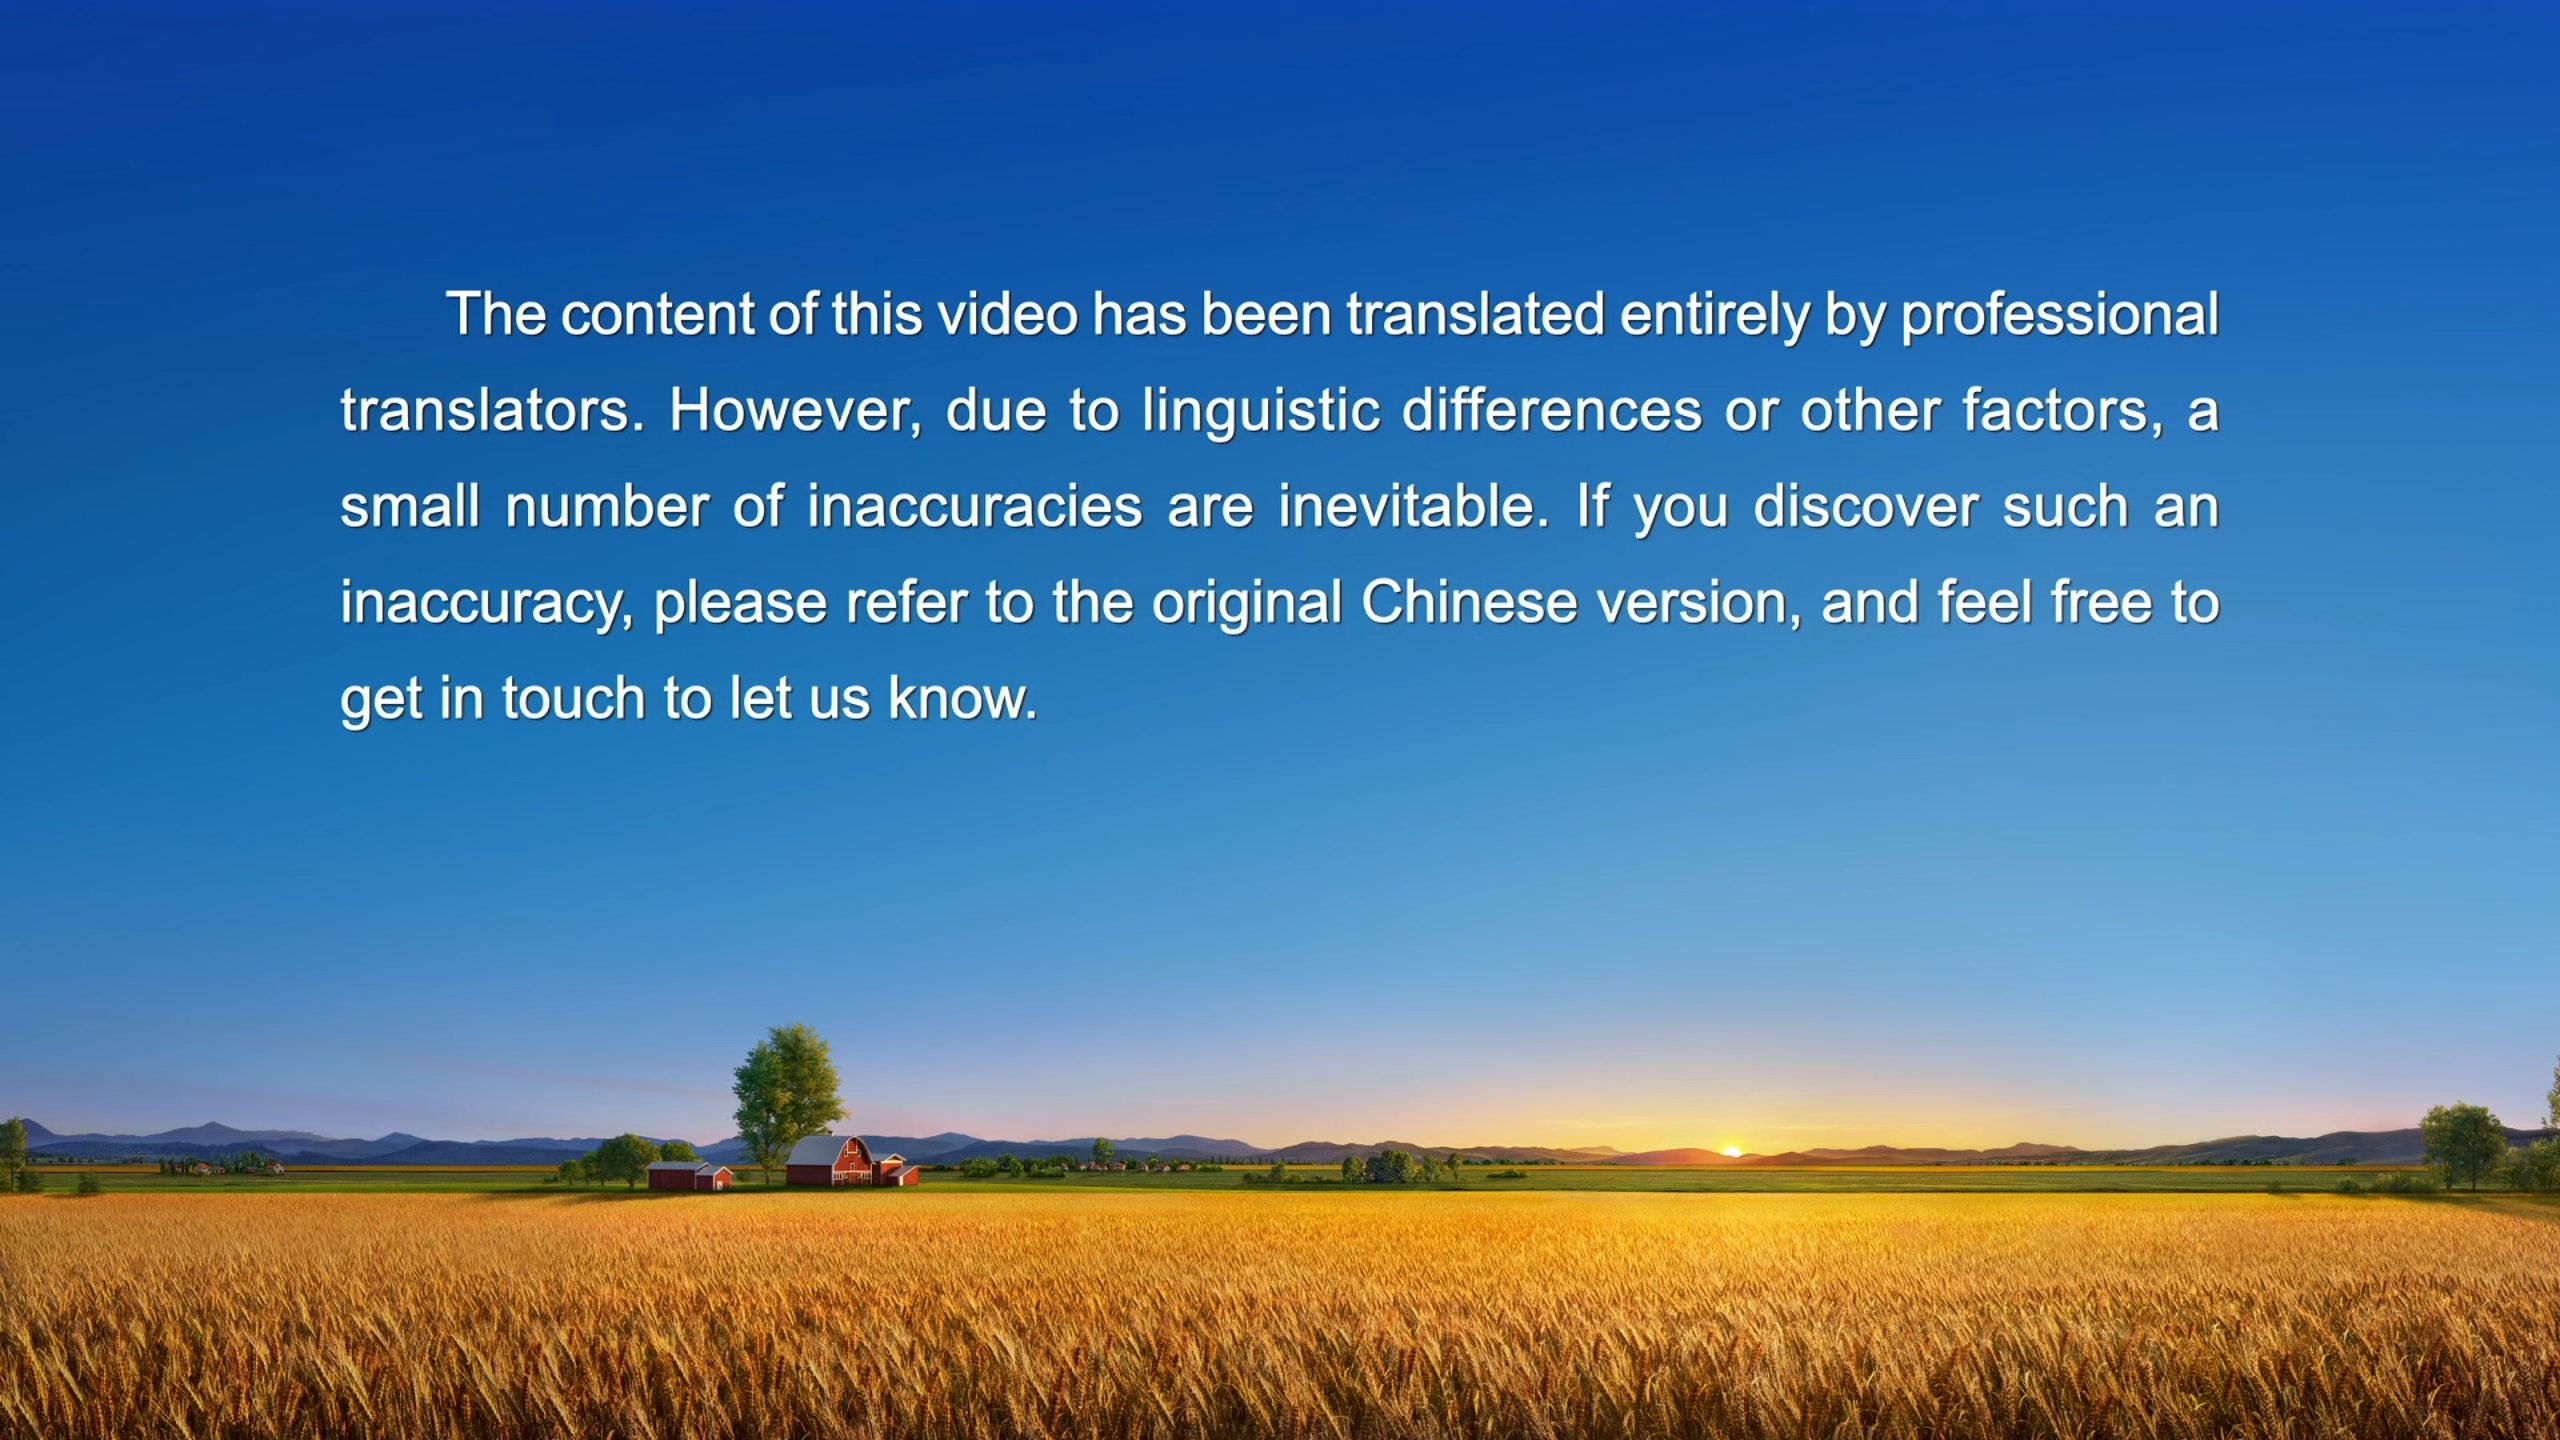 The content of this video has been translated entirely by professional
translators. However, due to linguistic differences or other factors, a
small number of inaccuracies are inevitable. If you discover such an
inaccuracy, please refer to the original Chinese version, and feel free to
get in touch to let us know.